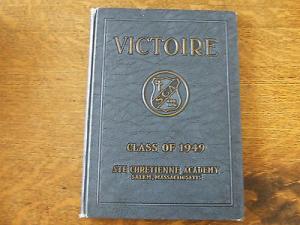 VICTOIRE
CLASS OF 1949
STE CHRETIENNE ACADEMY
SALEM, MASSACHUSETTS